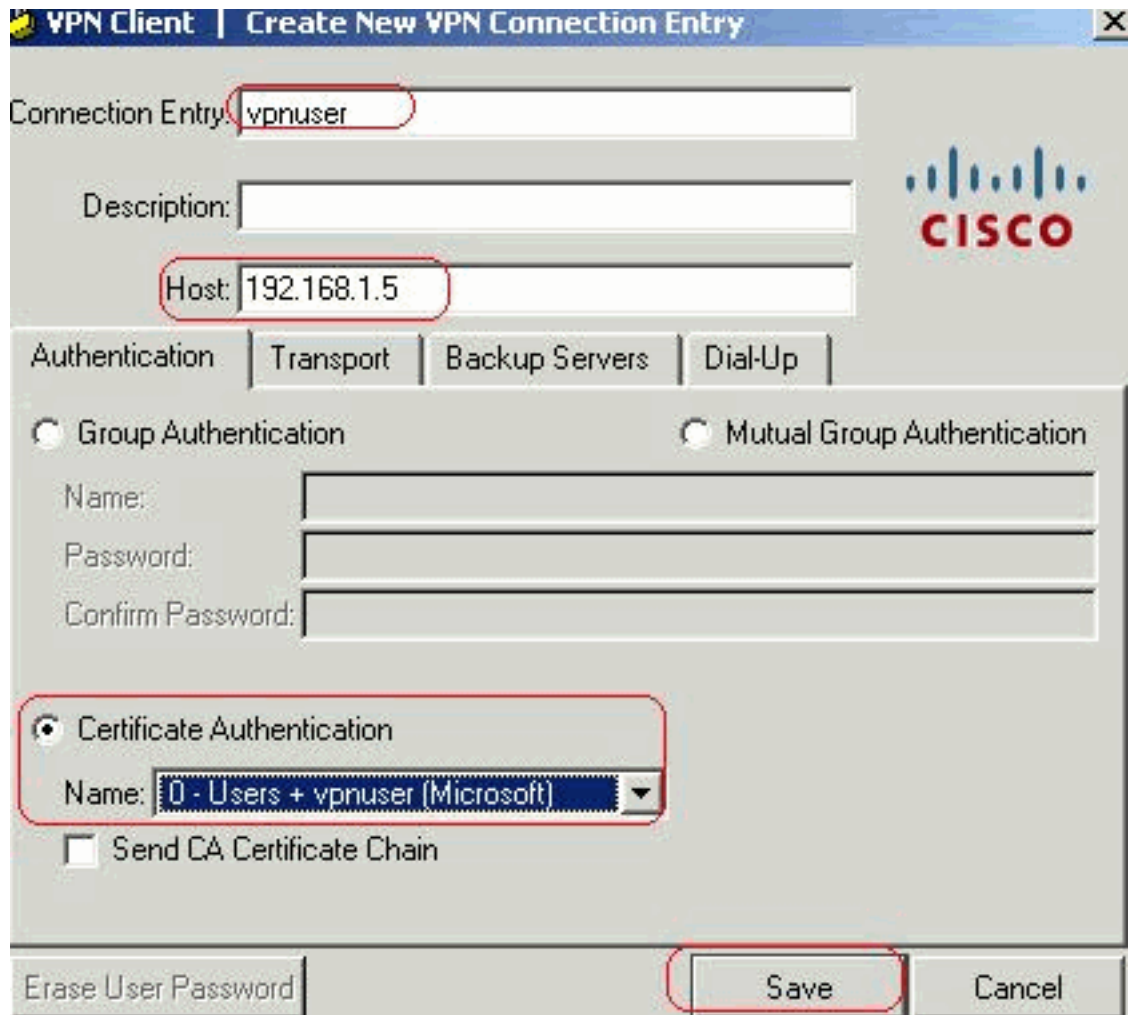 VPN Client | Create New VPN Connection Entry
Connection Entry: vpnuser
Description:
CISCO
Host: 192.168.1.5
Authentication Transport Backup Servers Dial-Up
Group Authentication Mutual Group Authentication
Name:
Password:
Confirm Password:
Certificate Authentication
Name: 0 - Users + vpnuser (Microsoft)
Send CA Certificate Chain
Erase User Password Save Cancel